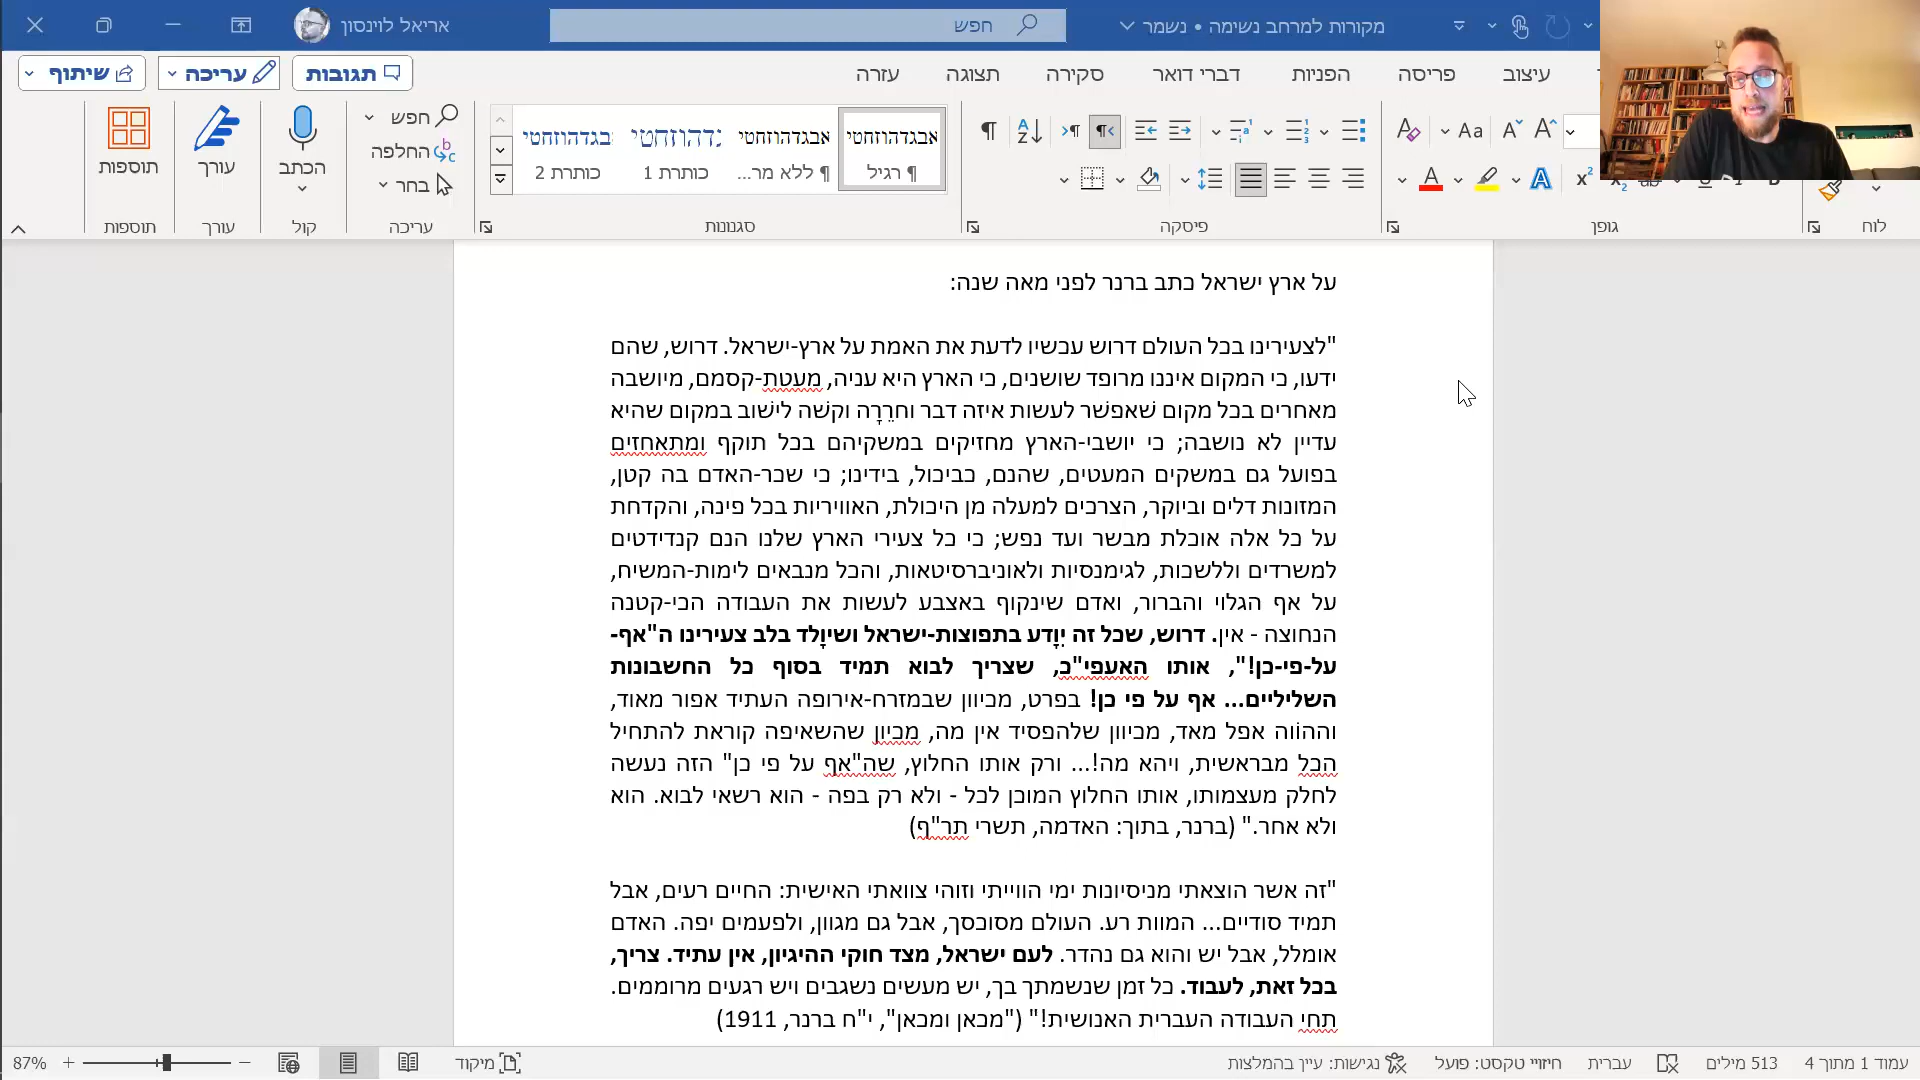 מקורות למרחב נשימה • נשמר
חפש
אריאל לוינסון
עיצוב
פריסה
הפניות
דברי דואר
סקירה
תצוגה
עזרה
תגובות
עריכה
שיתוף
אבגדהוזחטי
¶ רגיל
אבגדהוזחטי
¶ ללא מר...
כותרת 1
כותרת 2
חפש
החלפה
בחר
הכתב
עורך
תוספות
לוח
גופן
פיסקה
סגנונות
עריכה
קול
עורך
תוספות
על ארץ ישראל כתב ברנר לפני מאה שנה:
"לצעירינו בכל העולם דרוש עכשיו לדעת את האמת על ארץ-ישראל. דרוש, שהם
ידעו, כי המקום איננו מרופד שושנים, כי הארץ היא עניה, מעטת-קסמם, מיושבה
מאחרים בכל מקום שׁאפשׁר לעשות איזה דבר וחרֵרָה וקשׁה לישׁוב במקום שהיא
עדיין לא נושבה; כי יושבי-הארץ מחזיקים במשקיהם בכל תוקף ומתאחזים
בפועל גם במשקים המעטים, שהנם, כביכול, בידינו; כי שכר-האדם בה קטן,
המזונות דלים וביוקר, הצרכים למעלה מן היכולת, האוויריות בכל פינה, והקדחת
על כל אלה אוכלת מבשר ועד נפש; כי כל צעירי הארץ שלנו הנם קנדידטים
למשרדים וללשכות, לגימנסיות ולאוניברסיטאות, והכל מנבאים לימות-המשיח,
על אף הגלוי והברור, ואדם שינקוף באצבע לעשות את העבודה הכי-קטנה
הנחוצה - אין. דרוש, שכל זה יִוָּדע בתפוצות-ישראל ושיוָּלד בלב צעירינו ה"אף-
על-פי-כן!", אותו האעפי"כ, שצריך לבוא תמיד בסוף כל החשבונות
השליליים... אף על פי כן! בפרט, מכיוון שבמזרח-אירופה העתיד אפור מאוד,
וההוֹוה אפל מאד, מכיוון שלהפסיד אין מה, מכיון שהשאיפה קוראת להתחיל
הכל מבראשית, ויהא מה!... ורק אותו החלוץ, שה"אף על פי כן" הזה נעשה
לחלק מעצמותו, אותו החלוץ המוכן לכל - ולא רק בפה - הוא רשאי לבוא. הוא
ולא אחר." (ברנר, בתוך: האדמה, תשרי תר"ף)
"זה אשר הוצאתי מניסיונות ימי הווייתי וזוהי צוואתי האישית: החיים רעים, אבל
תמיד סודיים... המוות רע. העולם מסוכסך, אבל גם מגוון, ולפעמים יפה. האדם
אומלל, אבל יש והוא גם נהדר. לעם ישראל, מצד חוקי ההיגיון, אין עתיד. צריך,
בכל זאת, לעבוד. כל זמן שנשמתך בך, יש מעשים נשגבים ויש רגעים מרוממים.
תחי העבודה העברית האנושית!" ("מכאן ומכאן", י"ח ברנר, 1911)
עמוד 1 מתוך 4
513 מילים
עברית
חיזויי טקסט: פועל
נגישות: עיין בהמלצות
מיקוד
87%